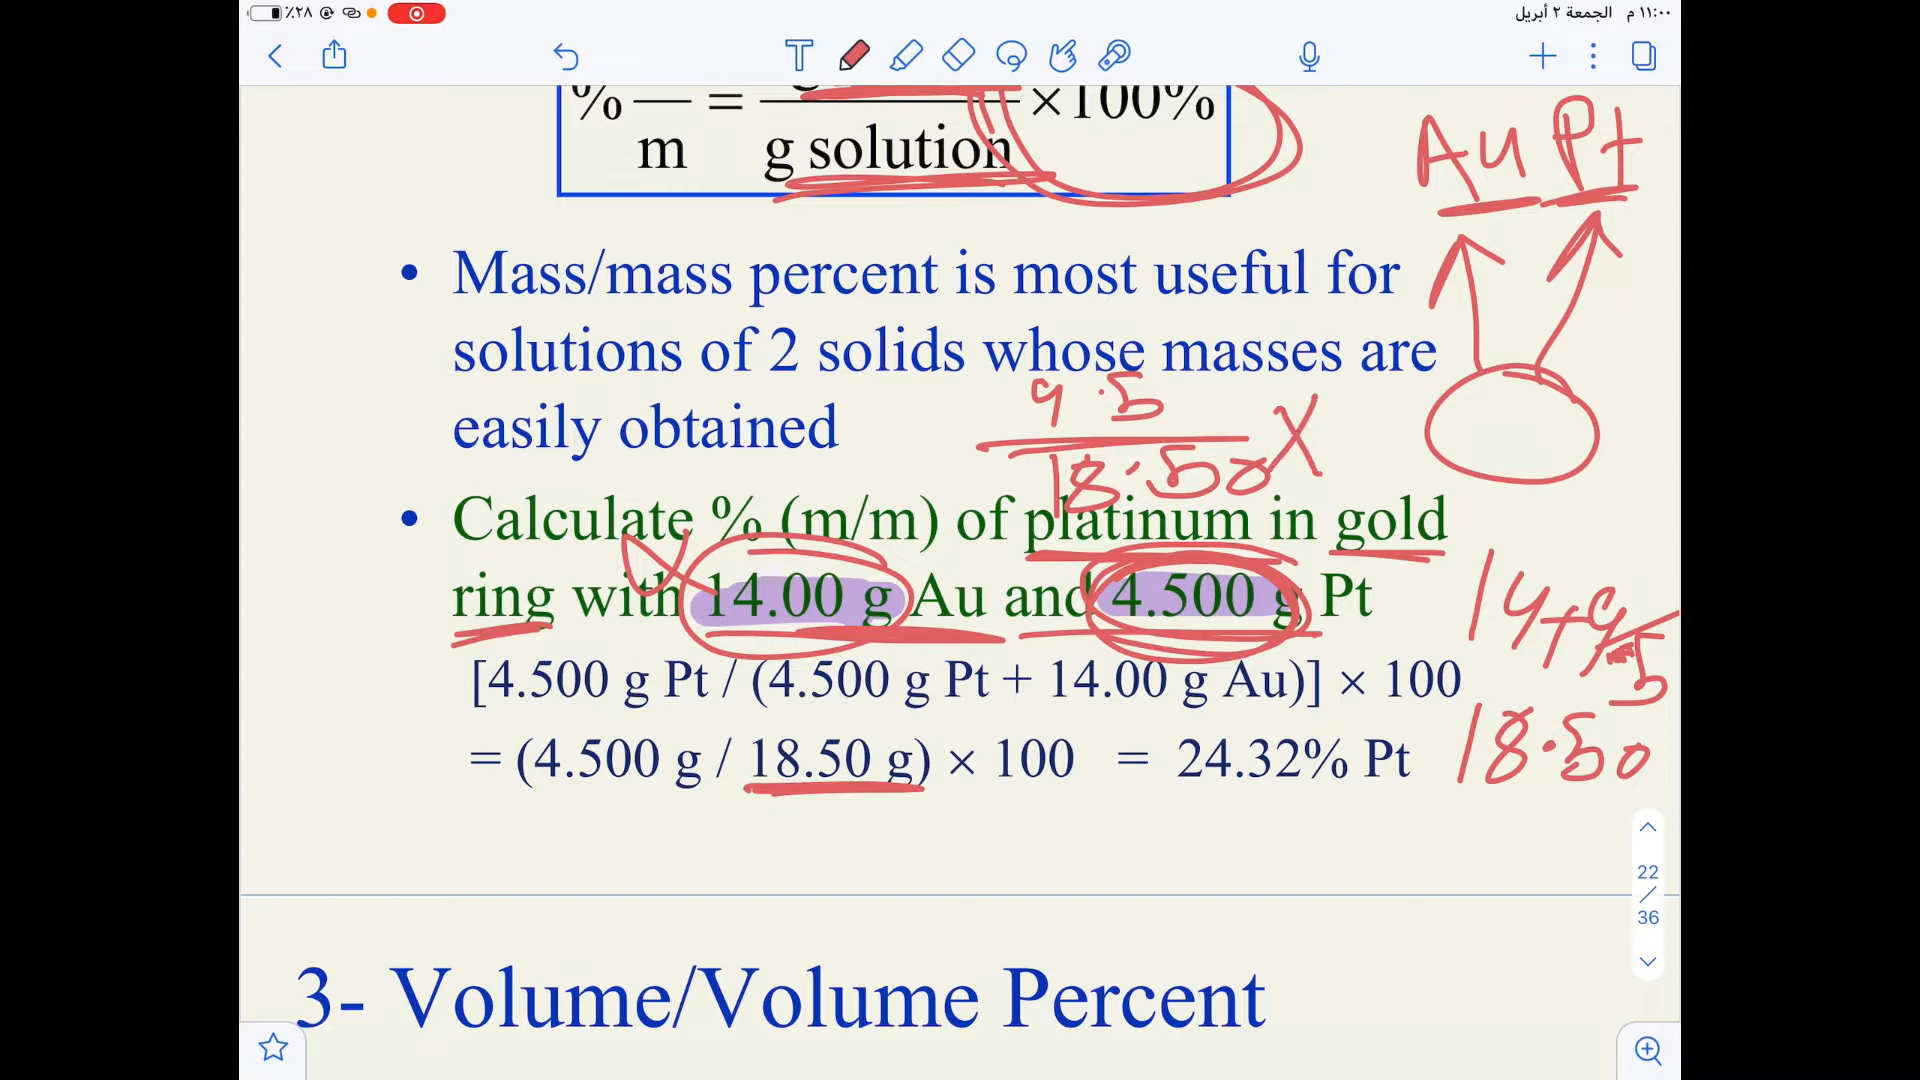 ٪٢٨
١١:٠٠ م الجمعة ٢ أبريل
% = ×100%
m g solution
Au Pt
• Mass/mass percent is most useful for
solutions of 2 solids whose masses are
easily obtained
4.5
18.50 X
• Calculate % (m/m) of platinum in gold
ring with 14.00 g Au and 4.500 g Pt
14+4.5
[4.500 g Pt / (4.500 g Pt + 14.00 g Au)] × 100
= (4.500 g / 18.50 g) × 100 = 24.32% Pt
18.50
22
/
36
3- Volume/Volume Percent